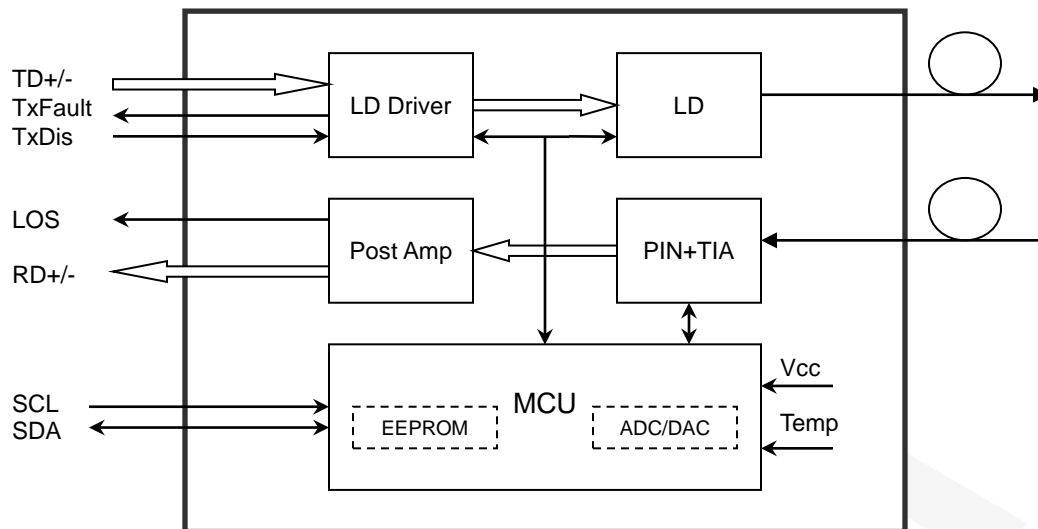 TD+/-
TxFault
TxDis
LD Driver
LD
LOS
RD+/-
Post Amp
PIN+TIA
SCL
SDA
MCU
EEPROM
ADC/DAC
Vcc
Temp